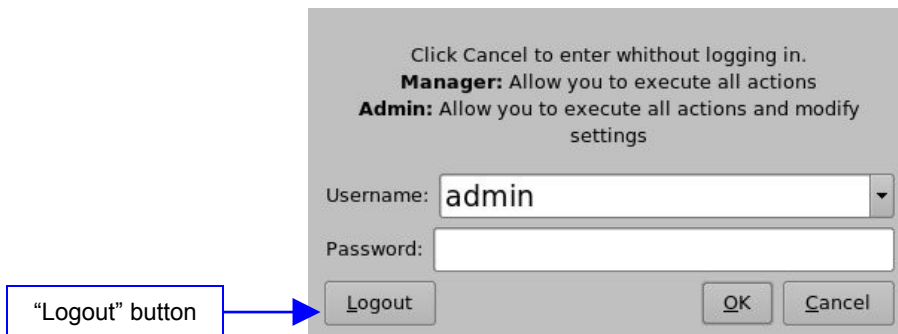 Click Cancel to enter whithout logging in.
Manager: Allow you to execute all actions
Admin: Allow you to execute all actions and modify
settings
Username: admin
Password:
“Logout” button
Logout OK Cancel